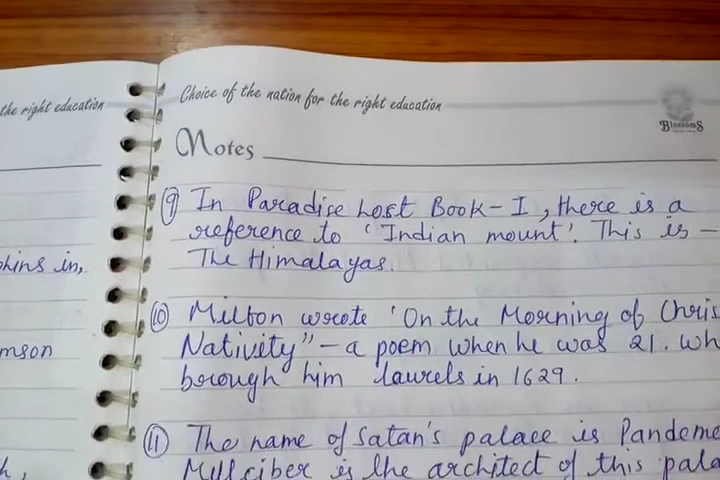 the right education
Choice of the nation for the right education
BlossomS
Notes
⑨ In Paradise Lost Book-I, there is a
reference to 'Indian mount'. This is -
The Himalayas.
hins in,
⑩ Milton wrote 'On the Morning of Chris
Nativity" - a poem when he was 21. Wh
brough him laurels in 1629.
mson
⑪ The name of Satan's palace is Pandemo
Mulciber is the architect of this pala